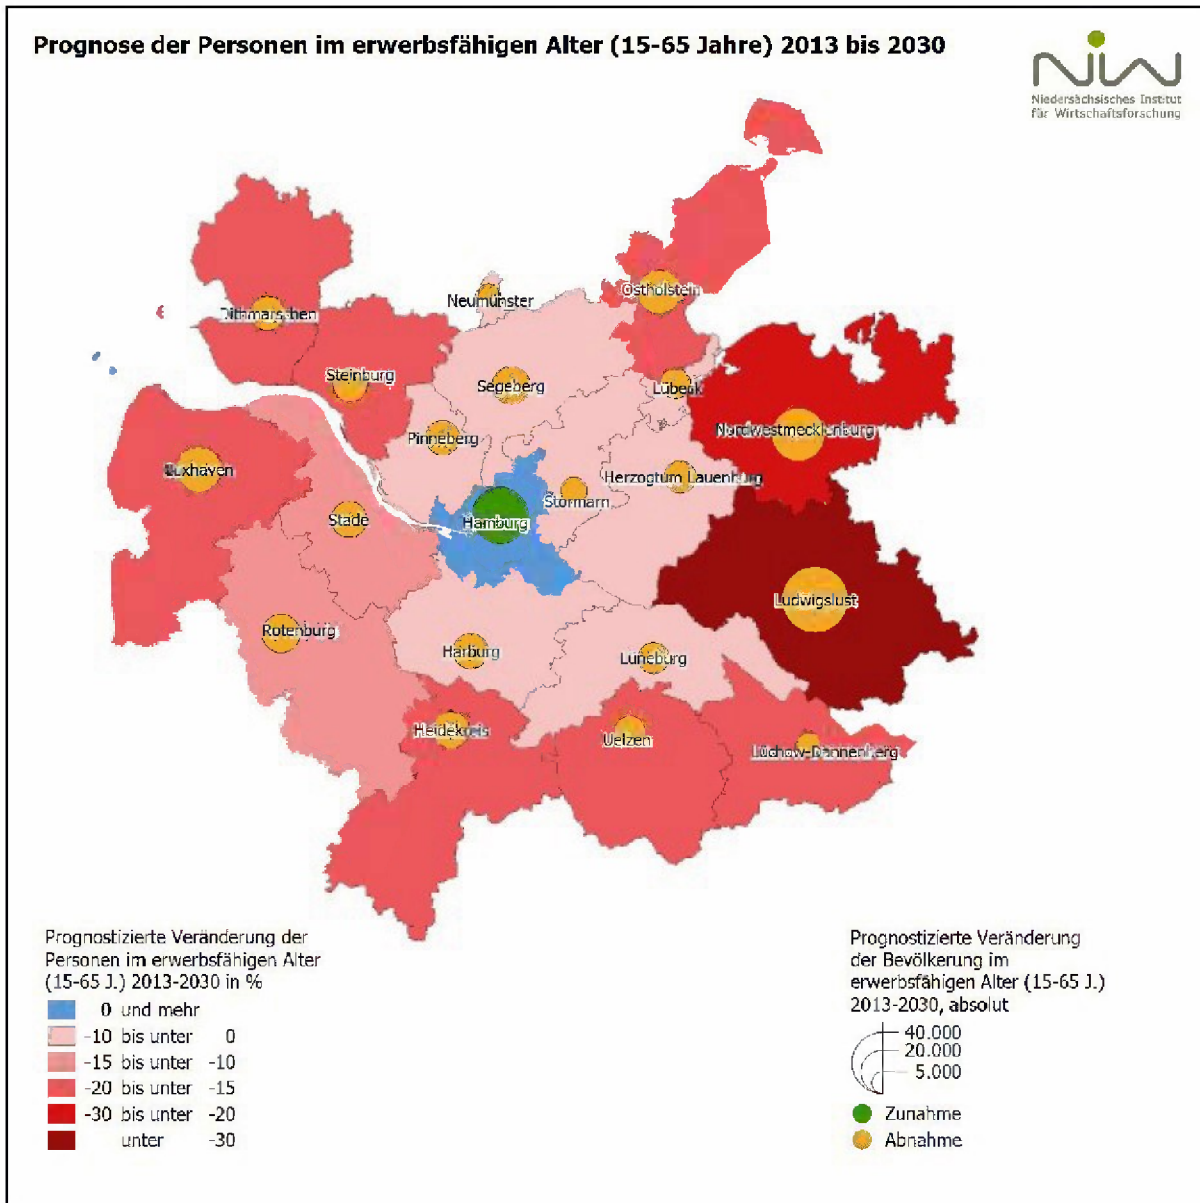 Prognose der Personen im erwerbsfähigen Alter (15-65 Jahre) 2013 bis 2030
NIW
Niedersächsisches Institut
für Wirtschaftsforschung
Neumünster
Ostholstein
Dithmarschen
Steinburg
Segeberg
Lübeck
Pinneberg
Nordwestmecklenburg
Cuxhaven
Herzogtum Lauenburg
Stormarn
Stade
Hamburg
Ludwigslust
Rotenburg
Harburg
Lüneburg
Heidekreis
Uelzen
Lüchow-Dannenberg
Prognostizierte Veränderung der
Personen im erwerbsfähigen Alter
(15-65 J.) 2013-2030 in %
0 und mehr
-10 bis unter 0
-15 bis unter -10
-20 bis unter -15
-30 bis unter -20
unter -30
Prognostizierte Veränderung
der Bevölkerung im
erwerbsfähigen Alter (15-65 J.)
2013-2030, absolut
40.000
20.000
5.000
Zunahme
Abnahme